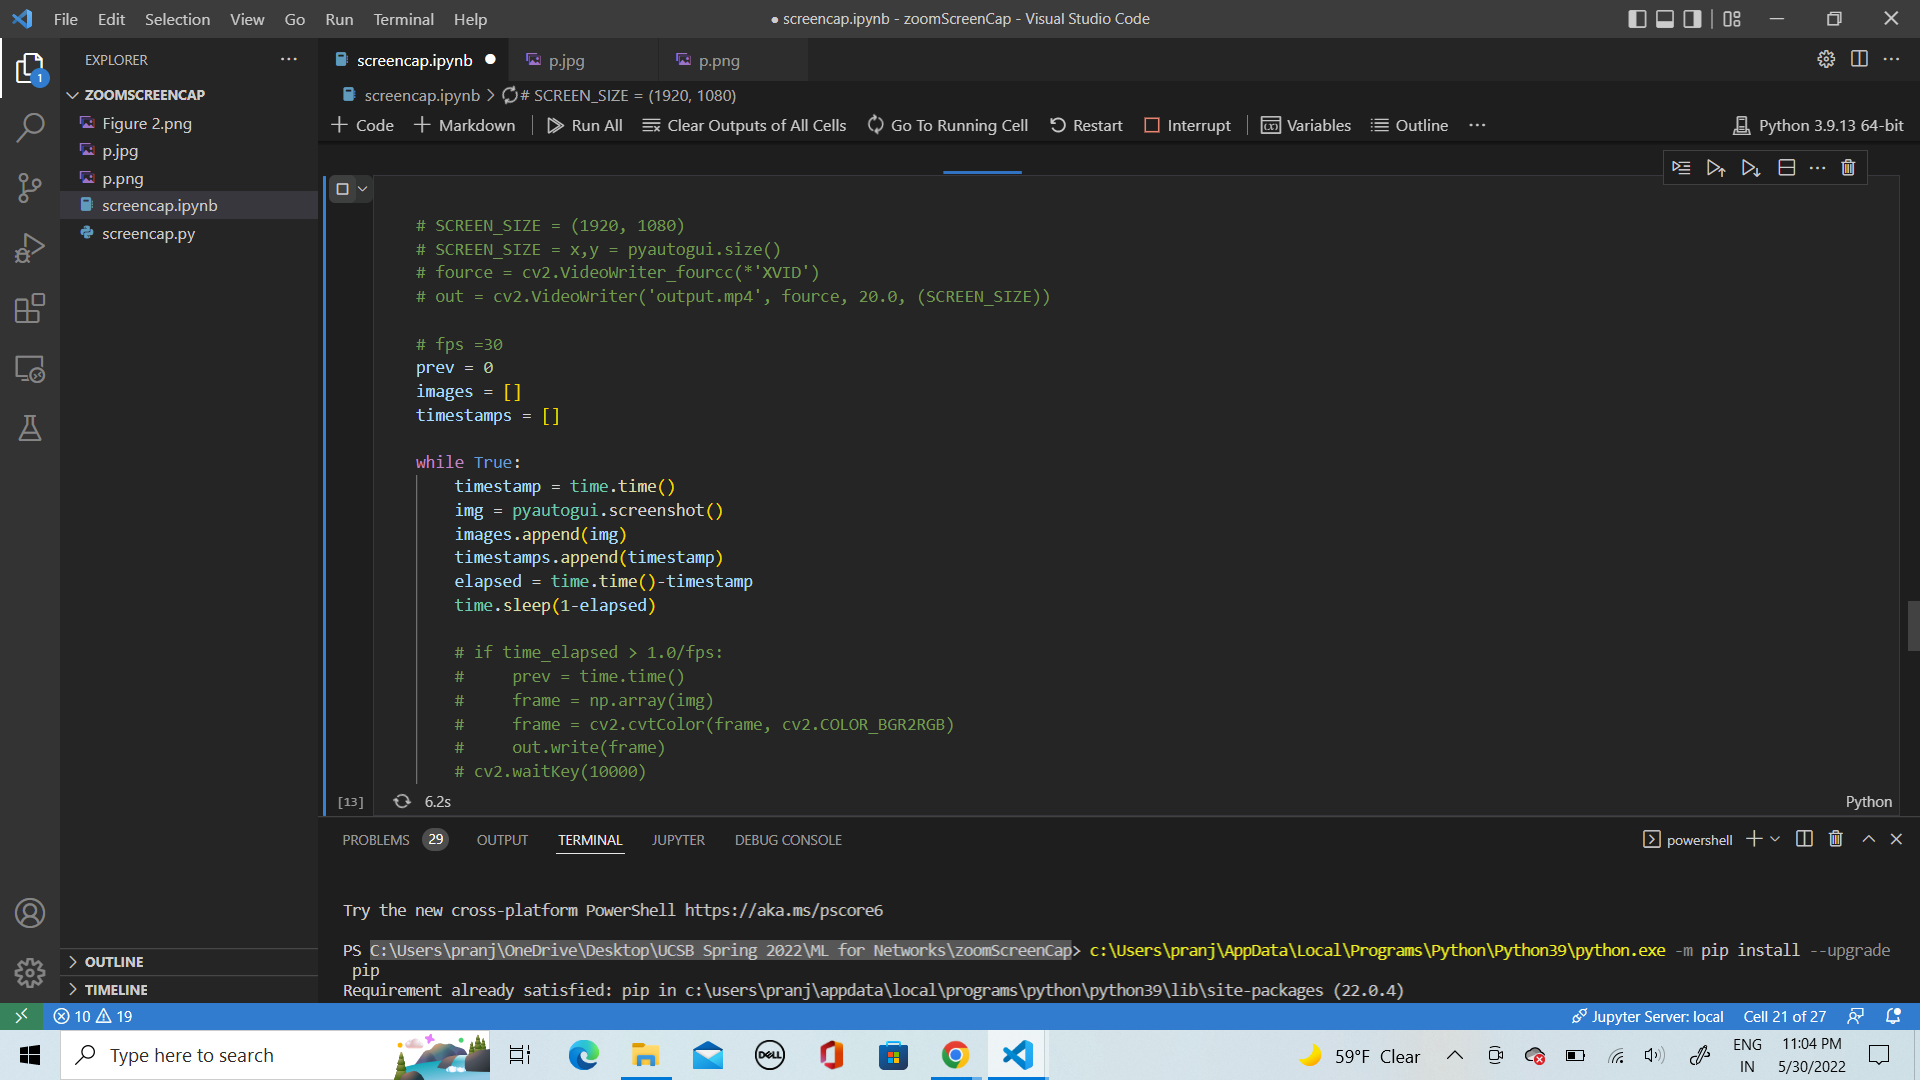 File Edit Selection View Go Run Terminal Help
● screencap.ipynb - zoomScreenCap - Visual Studio Code
EXPLORER
screencap.ipynb
p.jpg
p.png
ZOOMSCREENCAP
screencap.ipynb > # SCREEN_SIZE = (1920, 1080)
Figure 2.png
p.jpg
p.png
screencap.ipynb
screencap.py
1
+ Code + Markdown Run All Clear Outputs of All Cells Go To Running Cell Restart Interrupt Variables Outline ... Python 3.9.13 64-bit
# SCREEN_SIZE = (1920, 1080)
# SCREEN_SIZE = x,y = pyautogui.size()
# fource = cv2.VideoWriter_fourcc(*'XVID')
# out = cv2.VideoWriter('output.mp4', fource, 20.0, (SCREEN_SIZE))
# fps =30
prev = 0
images = []
timestamps = []
while True:
timestamp = time.time()
img = pyautogui.screenshot()
images.append(img)
timestamps.append(timestamp)
elapsed = time.time()-timestamp
time.sleep(1-elapsed)
# if time_elapsed > 1.0/fps:
#     prev = time.time()
#     frame = np.array(img)
#     frame = cv2.cvtColor(frame, cv2.COLOR_BGR2RGB)
#     out.write(frame)
# cv2.waitKey(10000)
[13] 6.2s Python
PROBLEMS 29 OUTPUT TERMINAL JUPYTER DEBUG CONSOLE powershell
Try the new cross-platform PowerShell https://aka.ms/pscore6
PS C:\Users\pranj\OneDrive\Desktop\UCSB Spring 2022\ML for Networks\zoomScreenCap> c:\Users\pranj\AppData\Local\Programs\Python\Python39\python.exe -m pip install --upgrade
pip
Requirement already satisfied: pip in c:\users\pranj\appdata\local\programs\python\python39\lib\site-packages (22.0.4)
OUTLINE
TIMELINE
10 19 Jupyter Server: local Cell 21 of 27
Type here to search
DELL
59°F Clear
ENG
IN
11:04 PM
5/30/2022